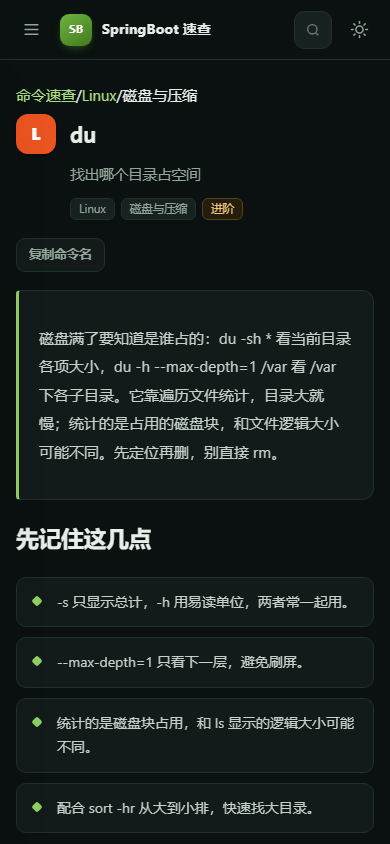 SB SpringBoot 速查
命令速查/Linux/磁盘与压缩
L du
找出哪个目录占空间
Linux 磁盘与压缩 进阶
复制命令名
磁盘满了要知道是谁占的：du -sh * 看当前目录
各项大小，du -h --max-depth=1 /var 看 /var
下各子目录。它靠遍历文件统计，目录大就
慢；统计的是占用的磁盘块，和文件逻辑大小
可能不同。先定位再删，别直接 rm。
先记住这几点
-s 只显示总计，-h 用易读单位，两者常一起用。
--max-depth=1 只看下一层，避免刷屏。
统计的是磁盘块占用，和 ls 显示的逻辑大小可能
不同。
配合 sort -hr 从大到小排，快速找大目录。